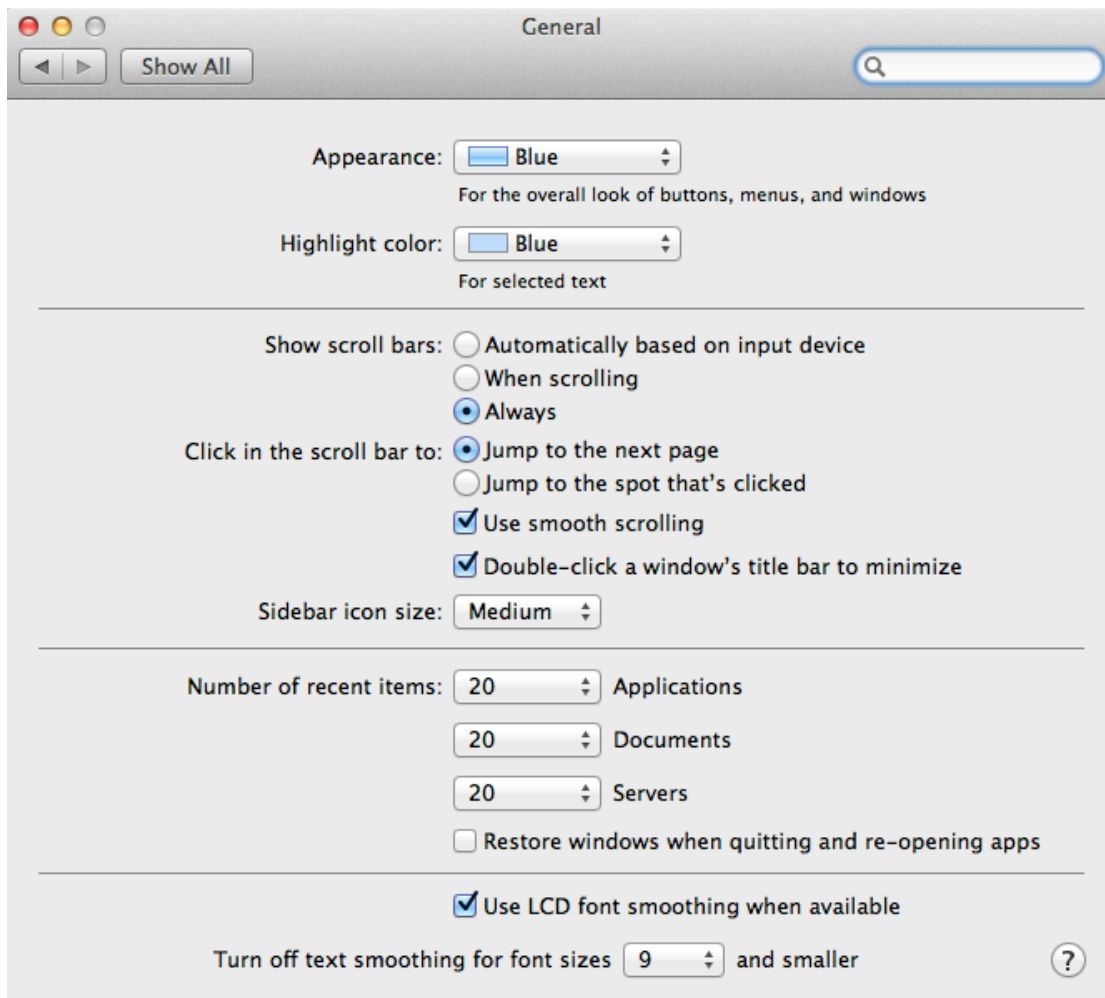 General
Show All
Appearance: Blue
For the overall look of buttons, menus, and windows
Highlight color: Blue
For selected text
Show scroll bars: Automatically based on input device
When scrolling
Always
Click in the scroll bar to: Jump to the next page
Jump to the spot that's clicked
Use smooth scrolling
Double-click a window's title bar to minimize
Sidebar icon size: Medium
Number of recent items: 20 Applications
20 Documents
20 Servers
Restore windows when quitting and re-opening apps
Use LCD font smoothing when available
Turn off text smoothing for font sizes 9 and smaller ?